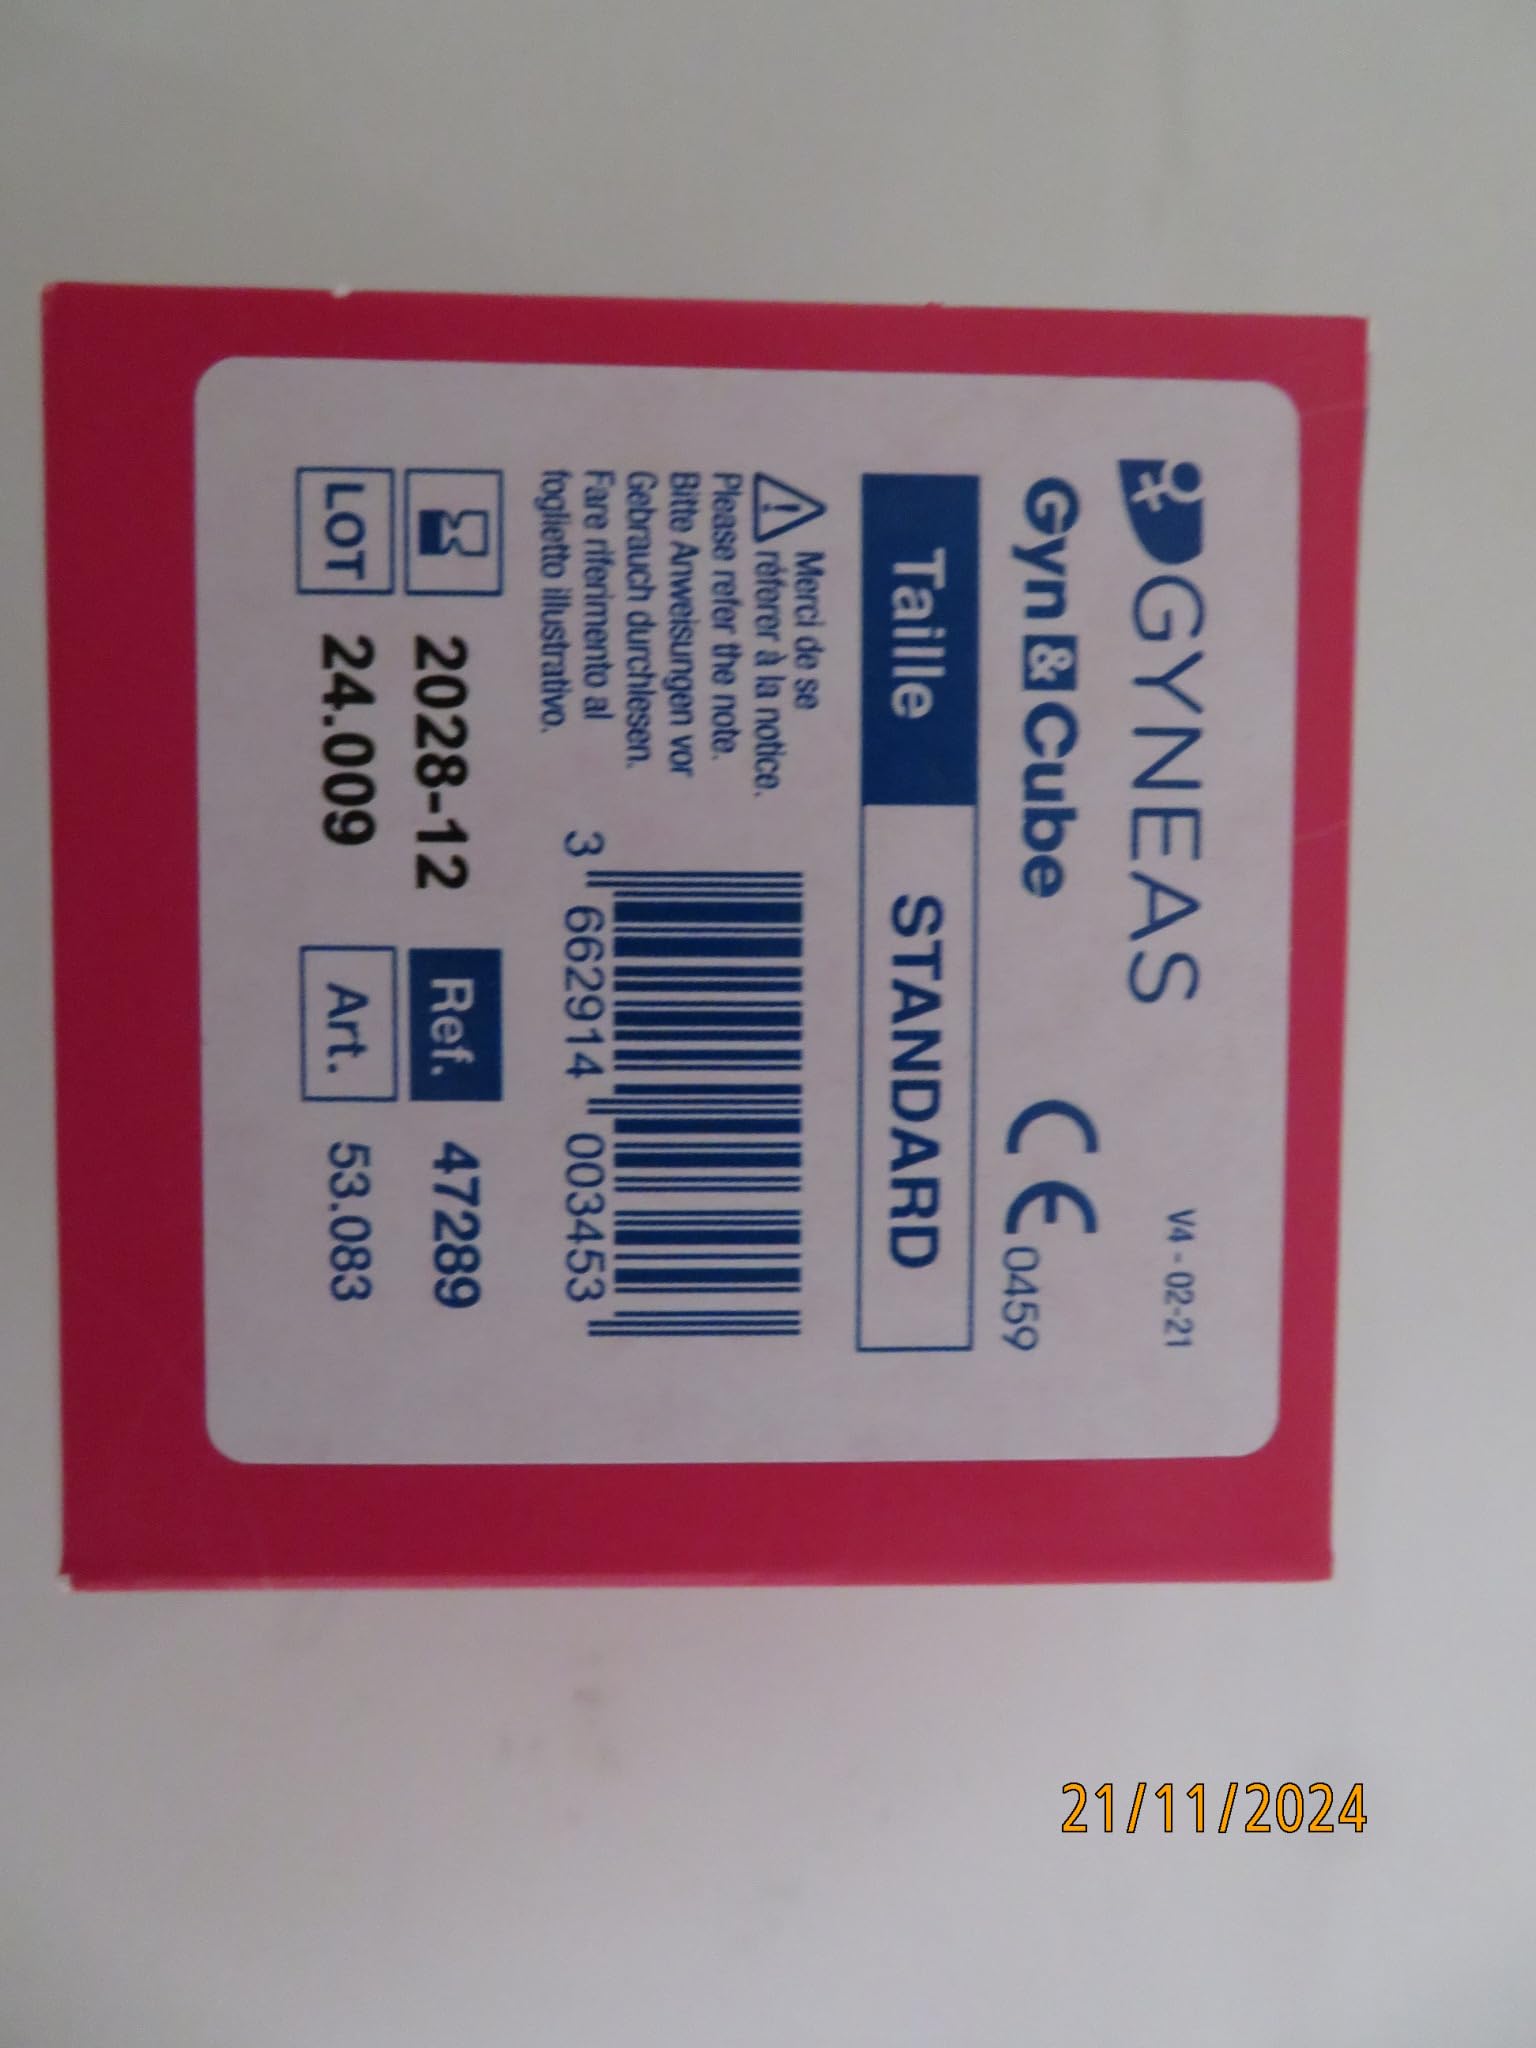 GYNEAS
V4 - 02-21
Gyn & Cube
CE 0459
Taille STANDARD
Merci de se
référer à la notice.
Please refer the note.
Bitte Anweisungen vor
Gebrauch durchlesen.
Fare riferimento al
foglietto illustrativo.
3 662914 003453
2028-12
Ref. 47289
LOT 24.009
Art. 53.083
21/11/2024